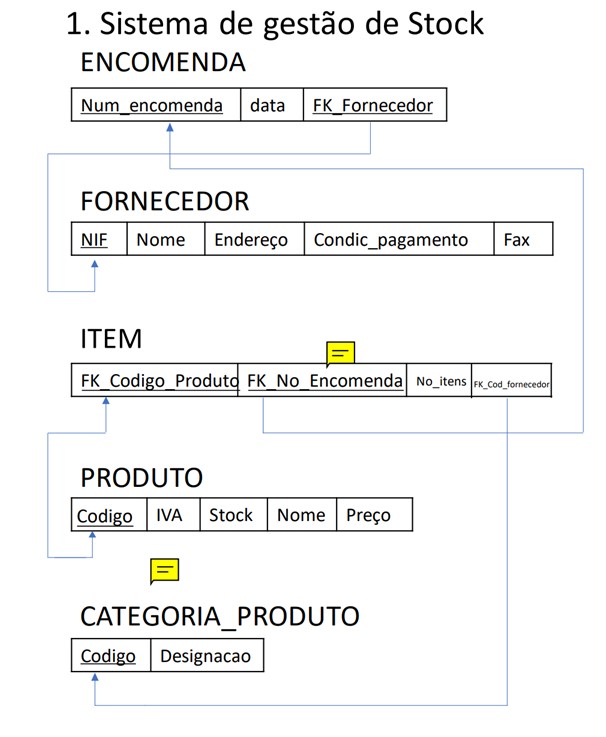 1. Sistema de gestão de Stock
ENCOMENDA
Num_encomenda data FK_Fornecedor
FORNECEDOR
NIF Nome Endereço Condic_pagamento Fax
ITEM
FK_Codigo_Produto FK_No_Encomenda No_itens FK_Cod_fornecedor
PRODUTO
Codigo IVA Stock Nome Preço
CATEGORIA_PRODUTO
Codigo Designacao